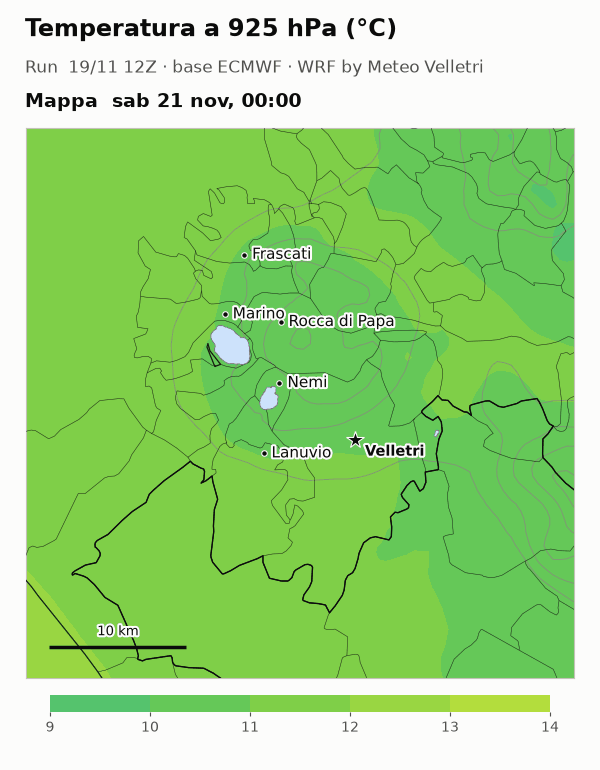 Temperatura a 925 hPa (°C)
Run  19/11 12Z · base ECMWF · WRF by Meteo Velletri
Mappa  sab 21 nov, 00:00
Frascati
Marino
Rocca di Papa
Nemi
Velletri
Lanuvio
10 km
9 10 11 12 13 14